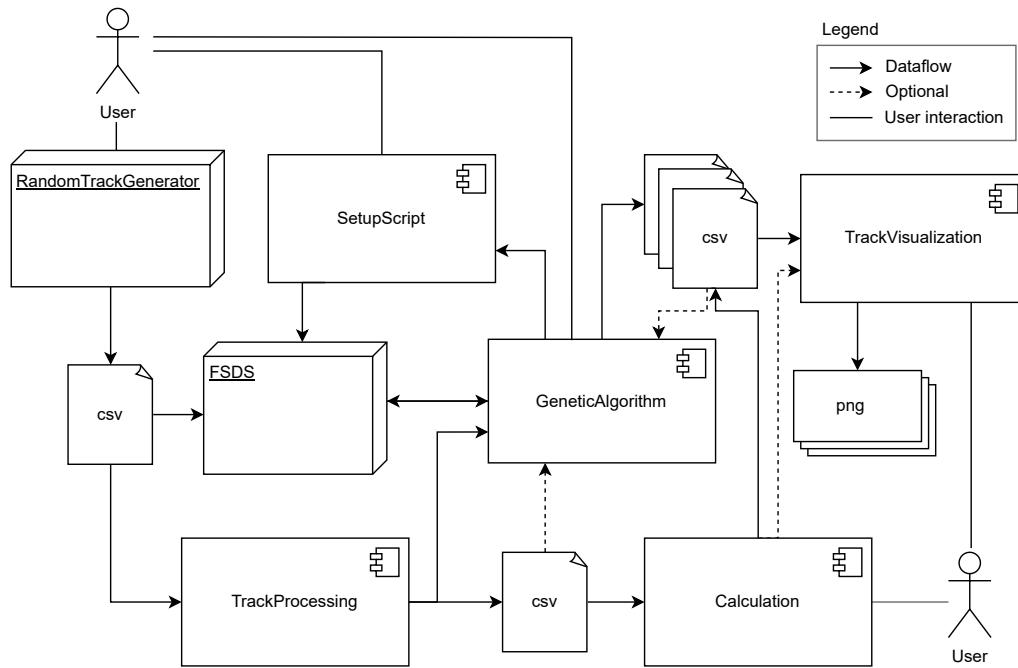 Legend
Dataflow
Optional
User interaction
User
RandomTrackGenerator
SetupScript
csv
TrackVisualization
FSDS
GeneticAlgorithm
csv
png
TrackProcessing
csv
Calculation
User